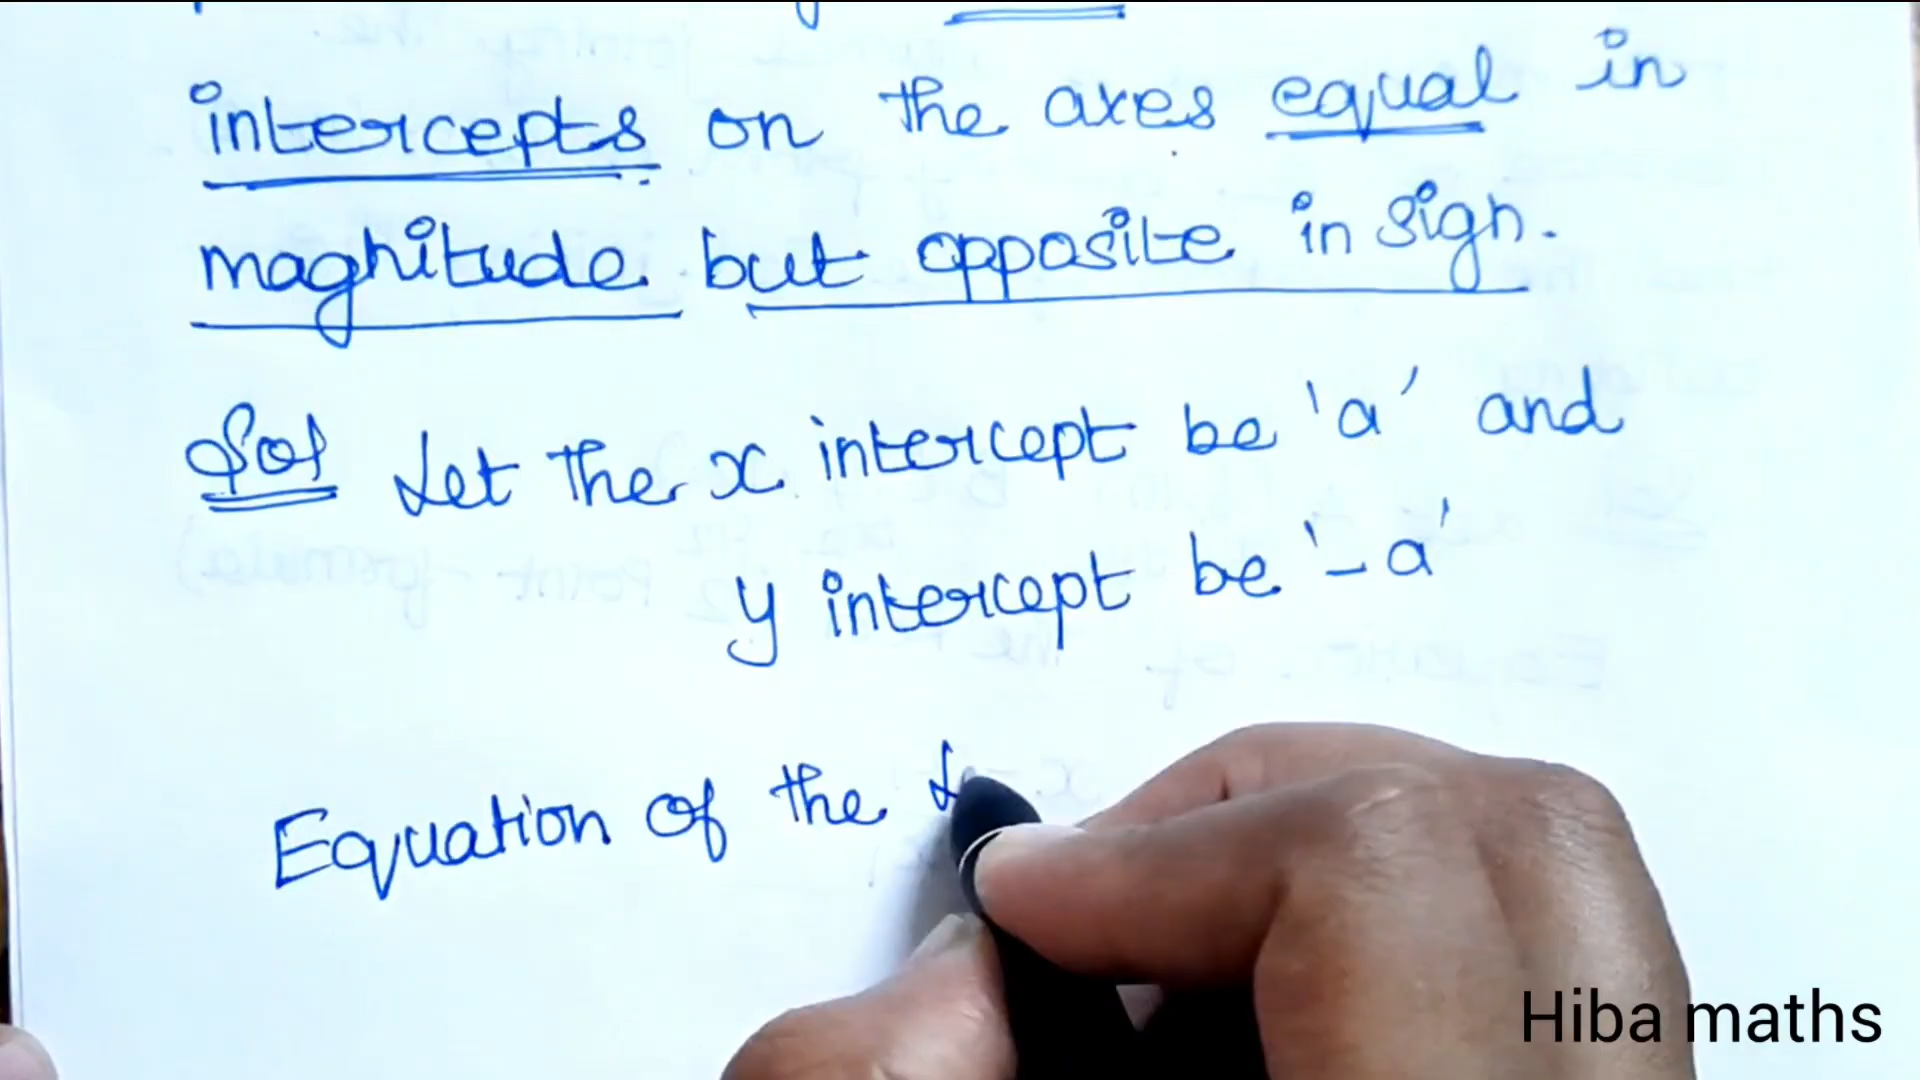 intercepts on the axes equal in
magnitude but opposite in sign.
Sol Let the x intercept be 'a' and
y intercept be '-a'
Equation of the
Hiba maths